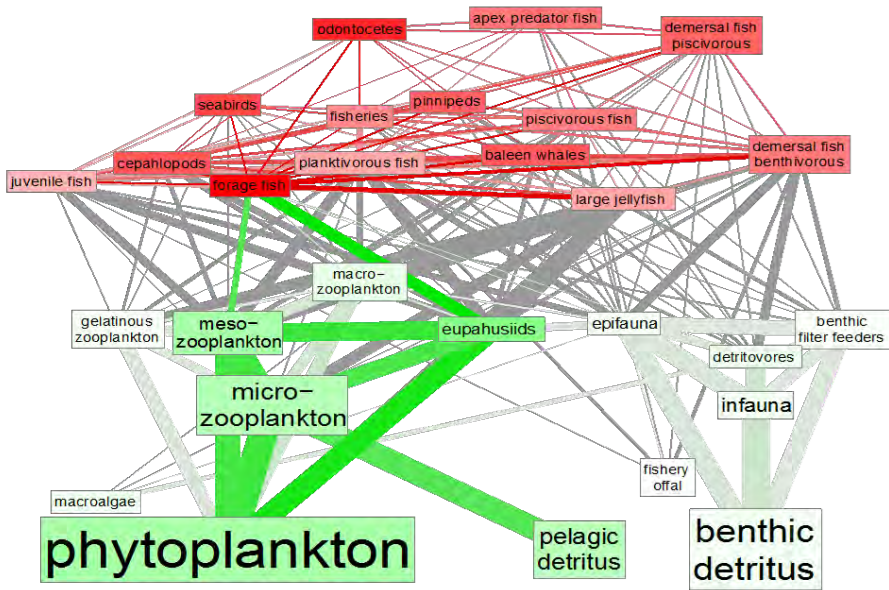 odontocetes
apex predator fish
demersal fish
piscivorous
seabirds
fisheries
pinnipeds
piscivorous fish
cepahlopods
planktivorous fish
baleen whales
demersal fish
benthivorous
juvenile fish
forage fish
large jellyfish
macro-
zooplankton
gelatinous
zooplankton
meso-
zooplankton
eupahusiids
epifauna
benthic
filter feeders
detritovores
micro-
zooplankton
infauna
fishery
offal
macroalgae
phytoplankton
pelagic
detritus
benthic
detritus